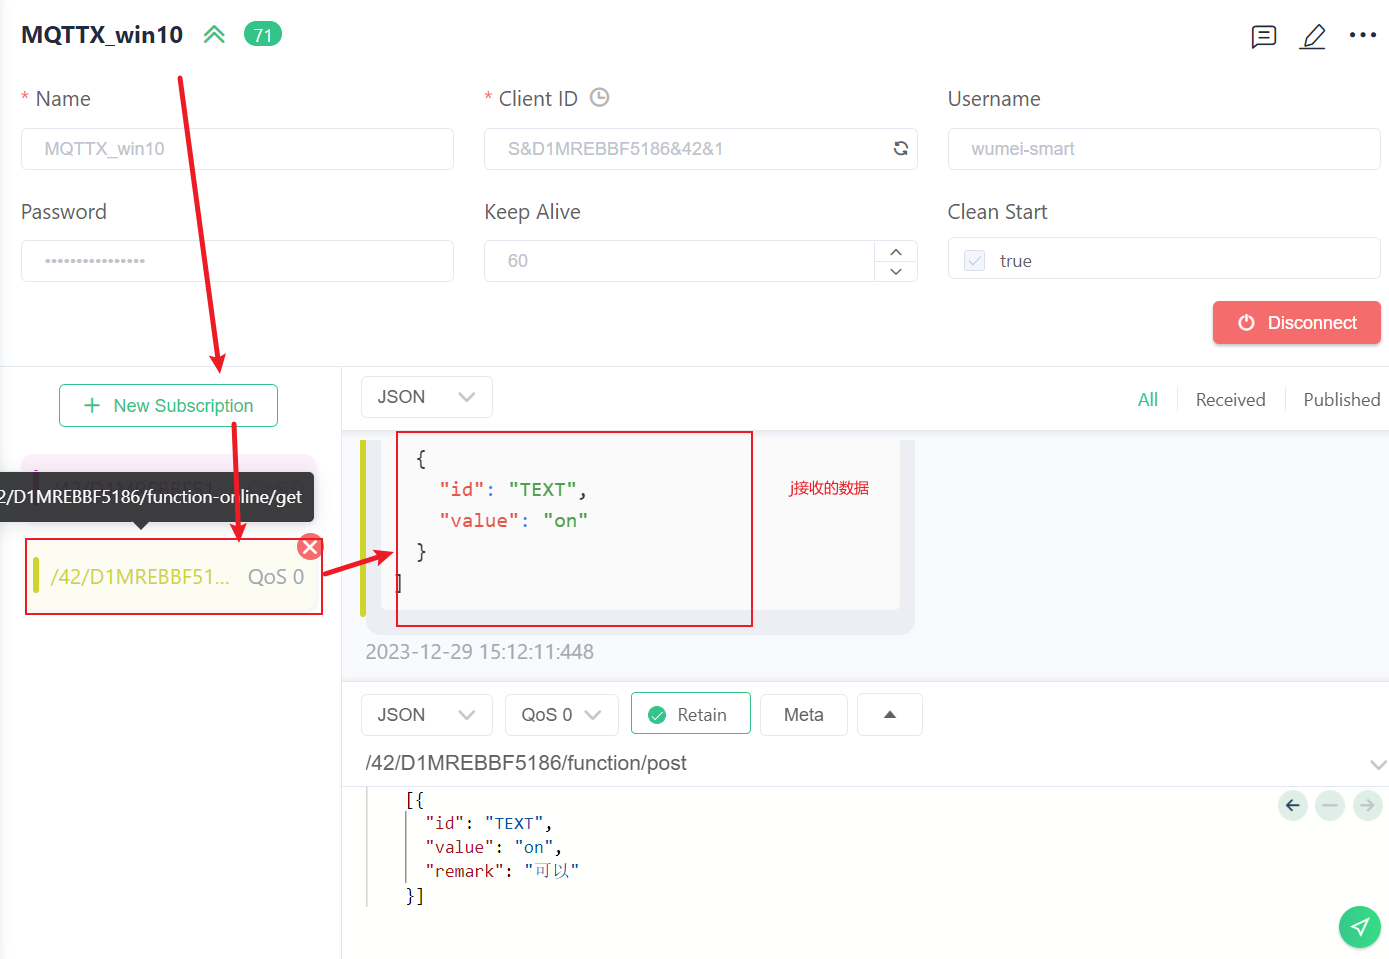 MQTTX_win10 71
* Name
* Client ID
Username
MQTTX_win10
S&D1MREBBF5186&42&1
wumei-smart
Password
Keep Alive
Clean Start
••••••••••••••••
60
true
Disconnect
+ New Subscription
JSON
All
Received
Published
2/D1MREBBF5186/function-online/get
/42/D1MREBBF51...
QoS 0
{
"id": "TEXT",
"value": "on"
}
]
j接收的数据
2023-12-29 15:12:11:448
JSON
QoS 0
Retain
Meta
/42/D1MREBBF5186/function/post
[{
"id": "TEXT",
"value": "on",
"remark": "可以"
}]